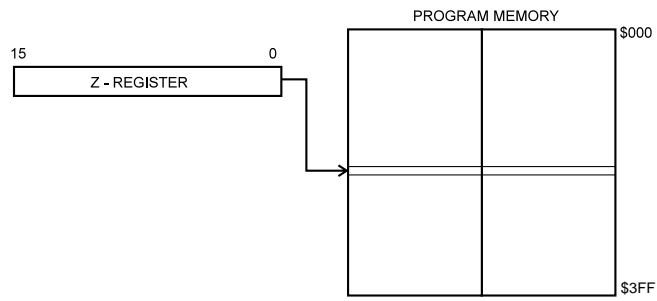 PROGRAM MEMORY
$000
15 0
Z - REGISTER
$3FF